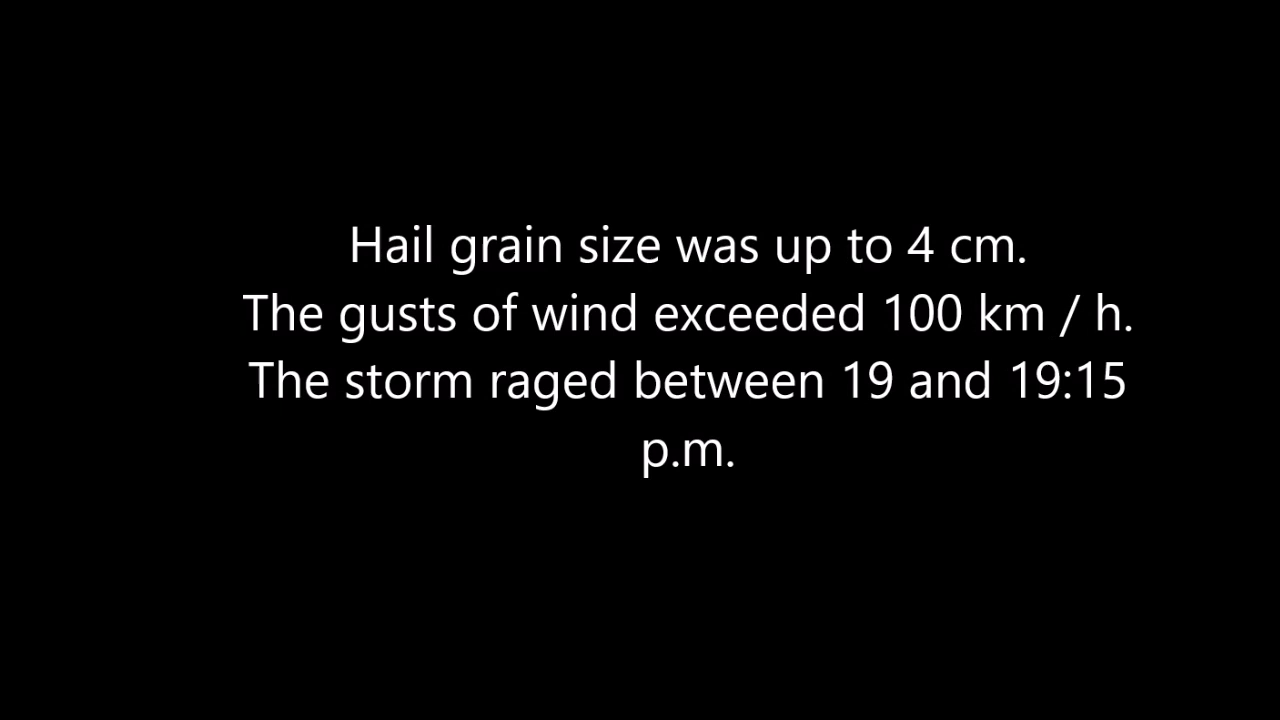 Hail grain size was up to 4 cm.
The gusts of wind exceeded 100 km / h.
The storm raged between 19 and 19:15
p.m.